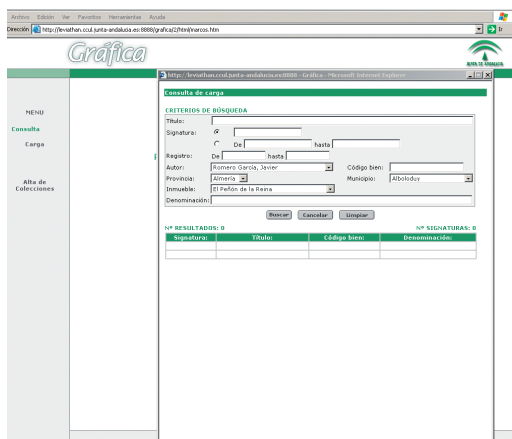 Archivo Edición Ver Favoritos Herramientas Ayuda
Dirección http://leviathan.ccul.junta-andalucia.es:8888/grafica/2/html/marcos.htm
Gráfica
JUNTA DE ANDALUCIA
http://leviathan.ccul.junta-andalucia.es:8888 - Gráfica - Microsoft Internet Explorer
MENU
Consulta
Carga
Alta de
Colecciones
Consulta de carga
CRITERIOS DE BÚSQUEDA
Título:
Signatura:
De hasta
Registro: De hasta
Autor: Romero García, Javier Código bien:
Provincia: Almería Municipio: Alboloduy
Inmueble: El Peñón de la Reina
Denominación:
Buscar Cancelar Limpiar
Nº RESULTADOS: 0 Nº SIGNATURAS: 0
Signatura: Título: Código bien: Denominación: